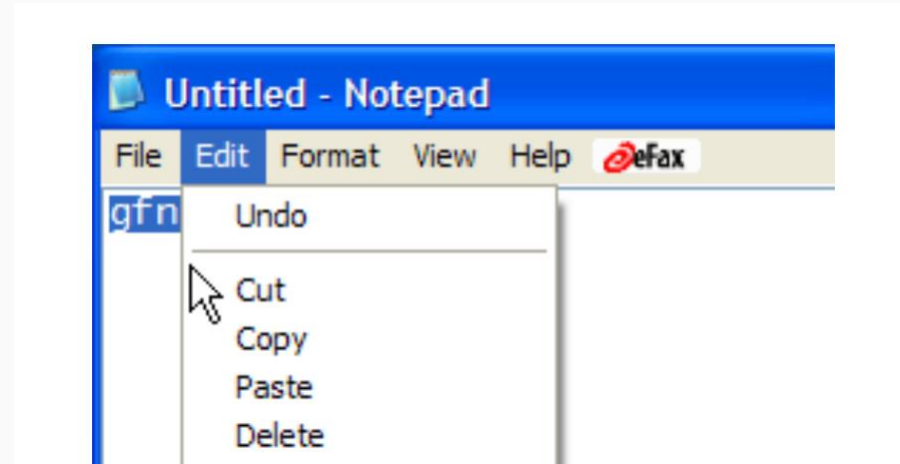 Untitled - Notepad
File Edit Format View Help eFax
gfn
Undo
Cut
Copy
Paste
Delete